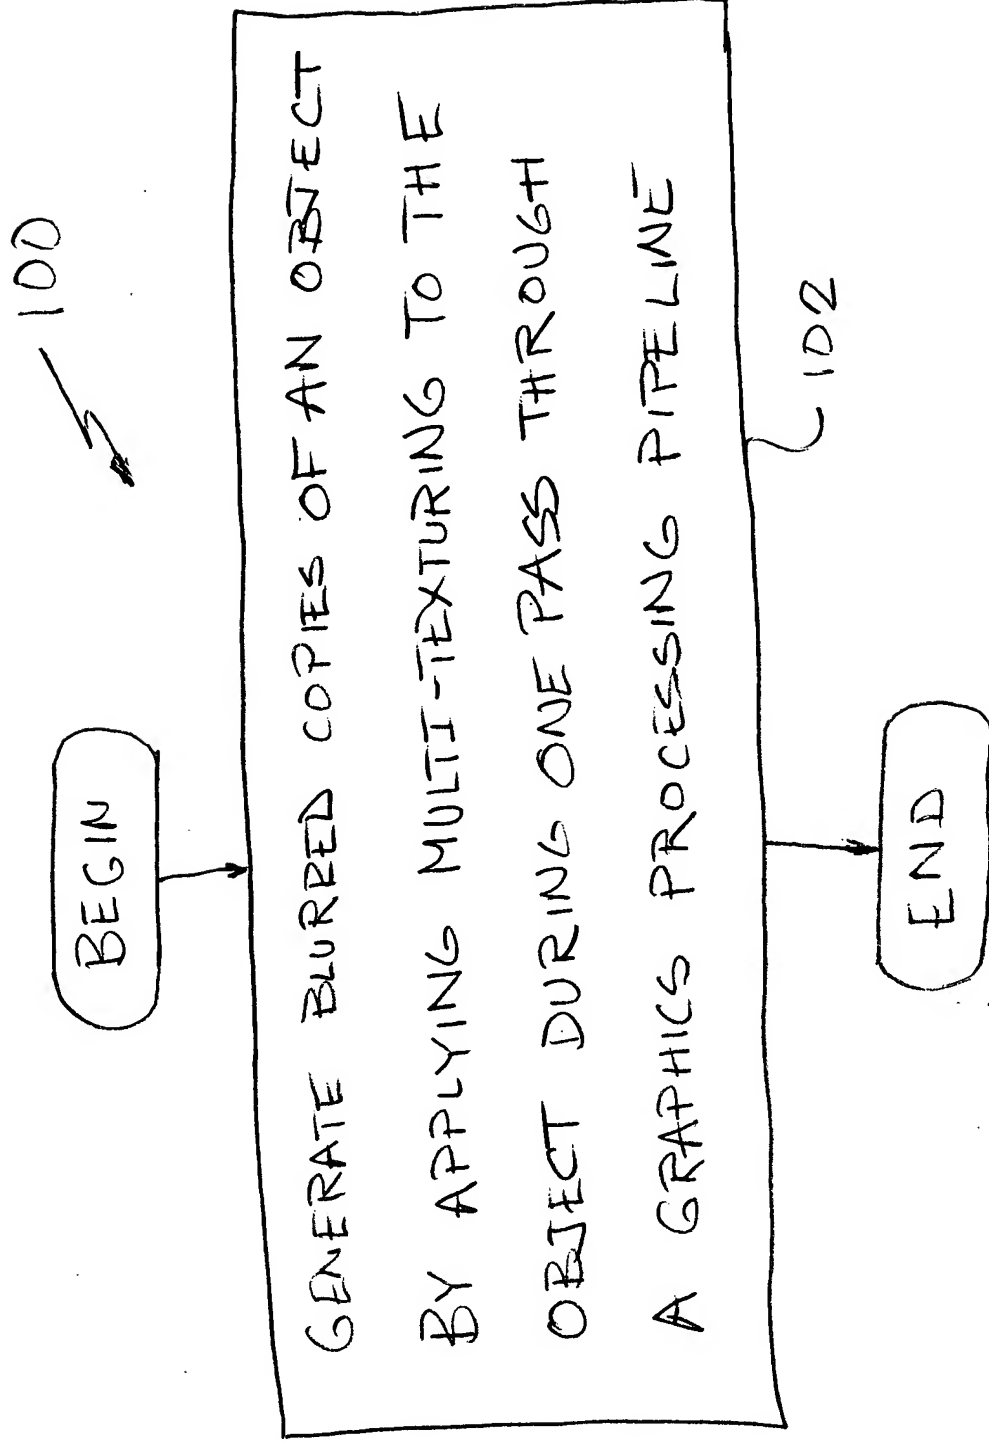 100
BEGIN
GENERATE BLURRED COPIES OF AN OBJECT
BY APPLYING MULTI-TEXTURING TO THE
OBJECT DURING ONE PASS THROUGH
A GRAPHICS PROCESSING PIPELINE
102
END